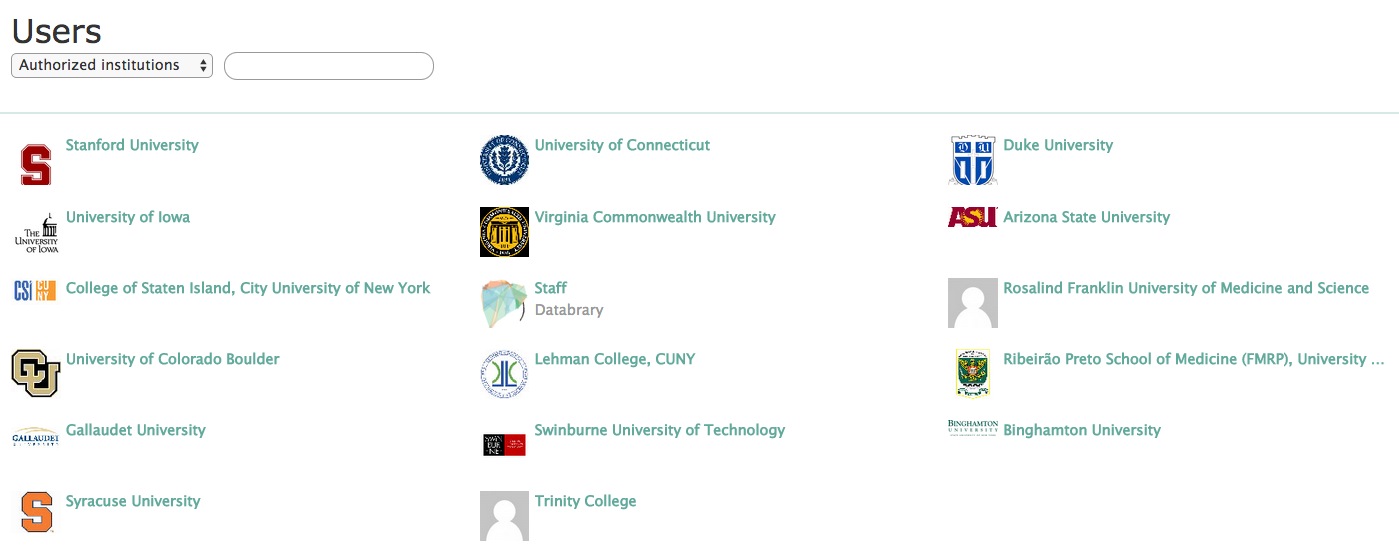 Users
Authorized institutions
Stanford University
University of Connecticut
Duke University
THE UNIVERSITY OF IOWA
University of Iowa
Virginia Commonwealth University
ASU
Arizona State University
CSI CUNY
College of Staten Island, City University of New York
Staff
Databrary
Rosalind Franklin University of Medicine and Science
CU
University of Colorado Boulder
Lehman College, CUNY
Ribeirão Preto School of Medicine (FMRP), University ...
GALLAUDET
Gallaudet University
SWINBURNE
Swinburne University of Technology
BINGHAMTON
UNIVERSITY
Binghamton University
S
Syracuse University
Trinity College